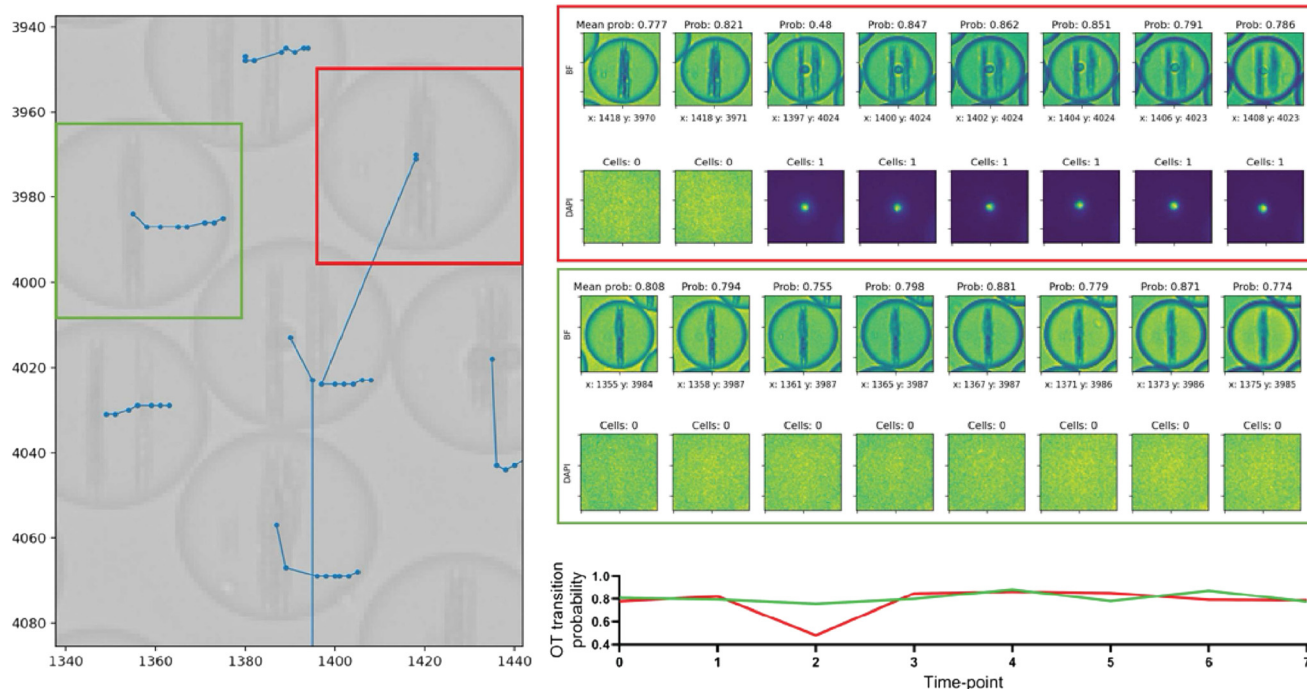 3940
3960
3980
4000
4020
4040
4060
4080
1340
1360
1380
1400
1420
1440
Mean prob: 0.777 Prob: 0.821 Prob: 0.48 Prob: 0.847 Prob: 0.862 Prob: 0.851 Prob: 0.791 Prob: 0.786
BF
x: 1418 y: 3970 x: 1418 y: 3971 x: 1397 y: 4024 x: 1400 y: 4024 x: 1402 y: 4024 x: 1404 y: 4024 x: 1406 y: 4023 x: 1408 y: 4023
Cells: 0 Cells: 0 Cells: 1 Cells: 1 Cells: 1 Cells: 1 Cells: 1 Cells: 1
DAPI
Mean prob: 0.808 Prob: 0.794 Prob: 0.755 Prob: 0.798 Prob: 0.881 Prob: 0.779 Prob: 0.871 Prob: 0.774
BF
x: 1355 y: 3984 x: 1358 y: 3987 x: 1361 y: 3987 x: 1365 y: 3987 x: 1367 y: 3987 x: 1371 y: 3986 x: 1373 y: 3986 x: 1375 y: 3985
Cells: 0 Cells: 0 Cells: 0 Cells: 0 Cells: 0 Cells: 0 Cells: 0 Cells: 0
DAPI
OT transition
probability
1.0
0.8
0.6
0.4
0 1 2 3 4 5 6 7
Time-point